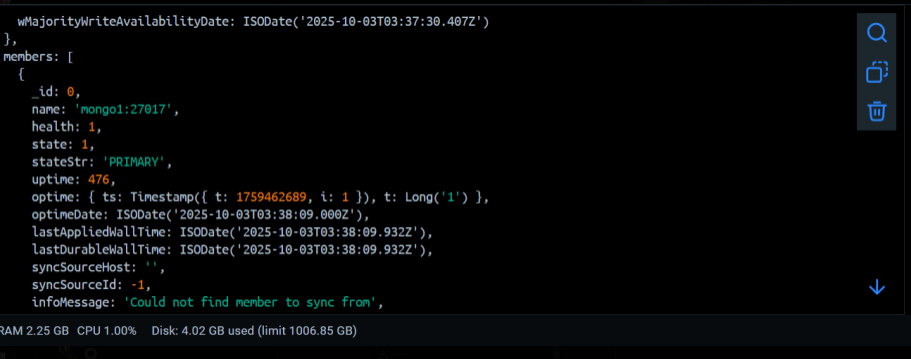 wMajorityWriteAvailabilityDate: ISODate('2025-10-03T03:37:30.407Z')
},
members: [
{
_id: 0,
name: 'mongo1:27017',
health: 1,
state: 1,
stateStr: 'PRIMARY',
uptime: 476,
optime: { ts: Timestamp({ t: 1759462689, i: 1 }), t: Long('1') },
optimeDate: ISODate('2025-10-03T03:38:09.000Z'),
lastAppliedWallTime: ISODate('2025-10-03T03:38:09.932Z'),
lastDurableWallTime: ISODate('2025-10-03T03:38:09.932Z'),
syncSourceHost: '',
syncSourceId: -1,
infoMessage: 'Could not find member to sync from',
RAM 2.25 GB CPU 1.00% Disk: 4.02 GB used (limit 1006.85 GB)